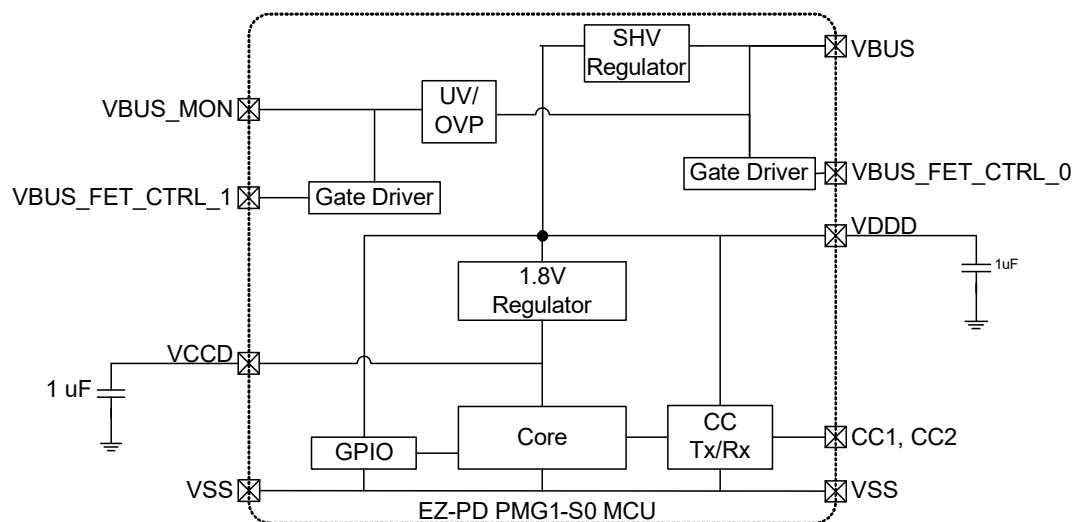 SHV
Regulator
VBUS
VBUS_MON
UV/
OVP
Gate Driver
VBUS_FET_CTRL_0
VBUS_FET_CTRL_1
Gate Driver
VDDD
1uF
1.8V
Regulator
VCCD
1 uF
Core
CC
Tx/Rx
CC1, CC2
GPIO
VSS
VSS
EZ-PD PMG1-S0 MCU